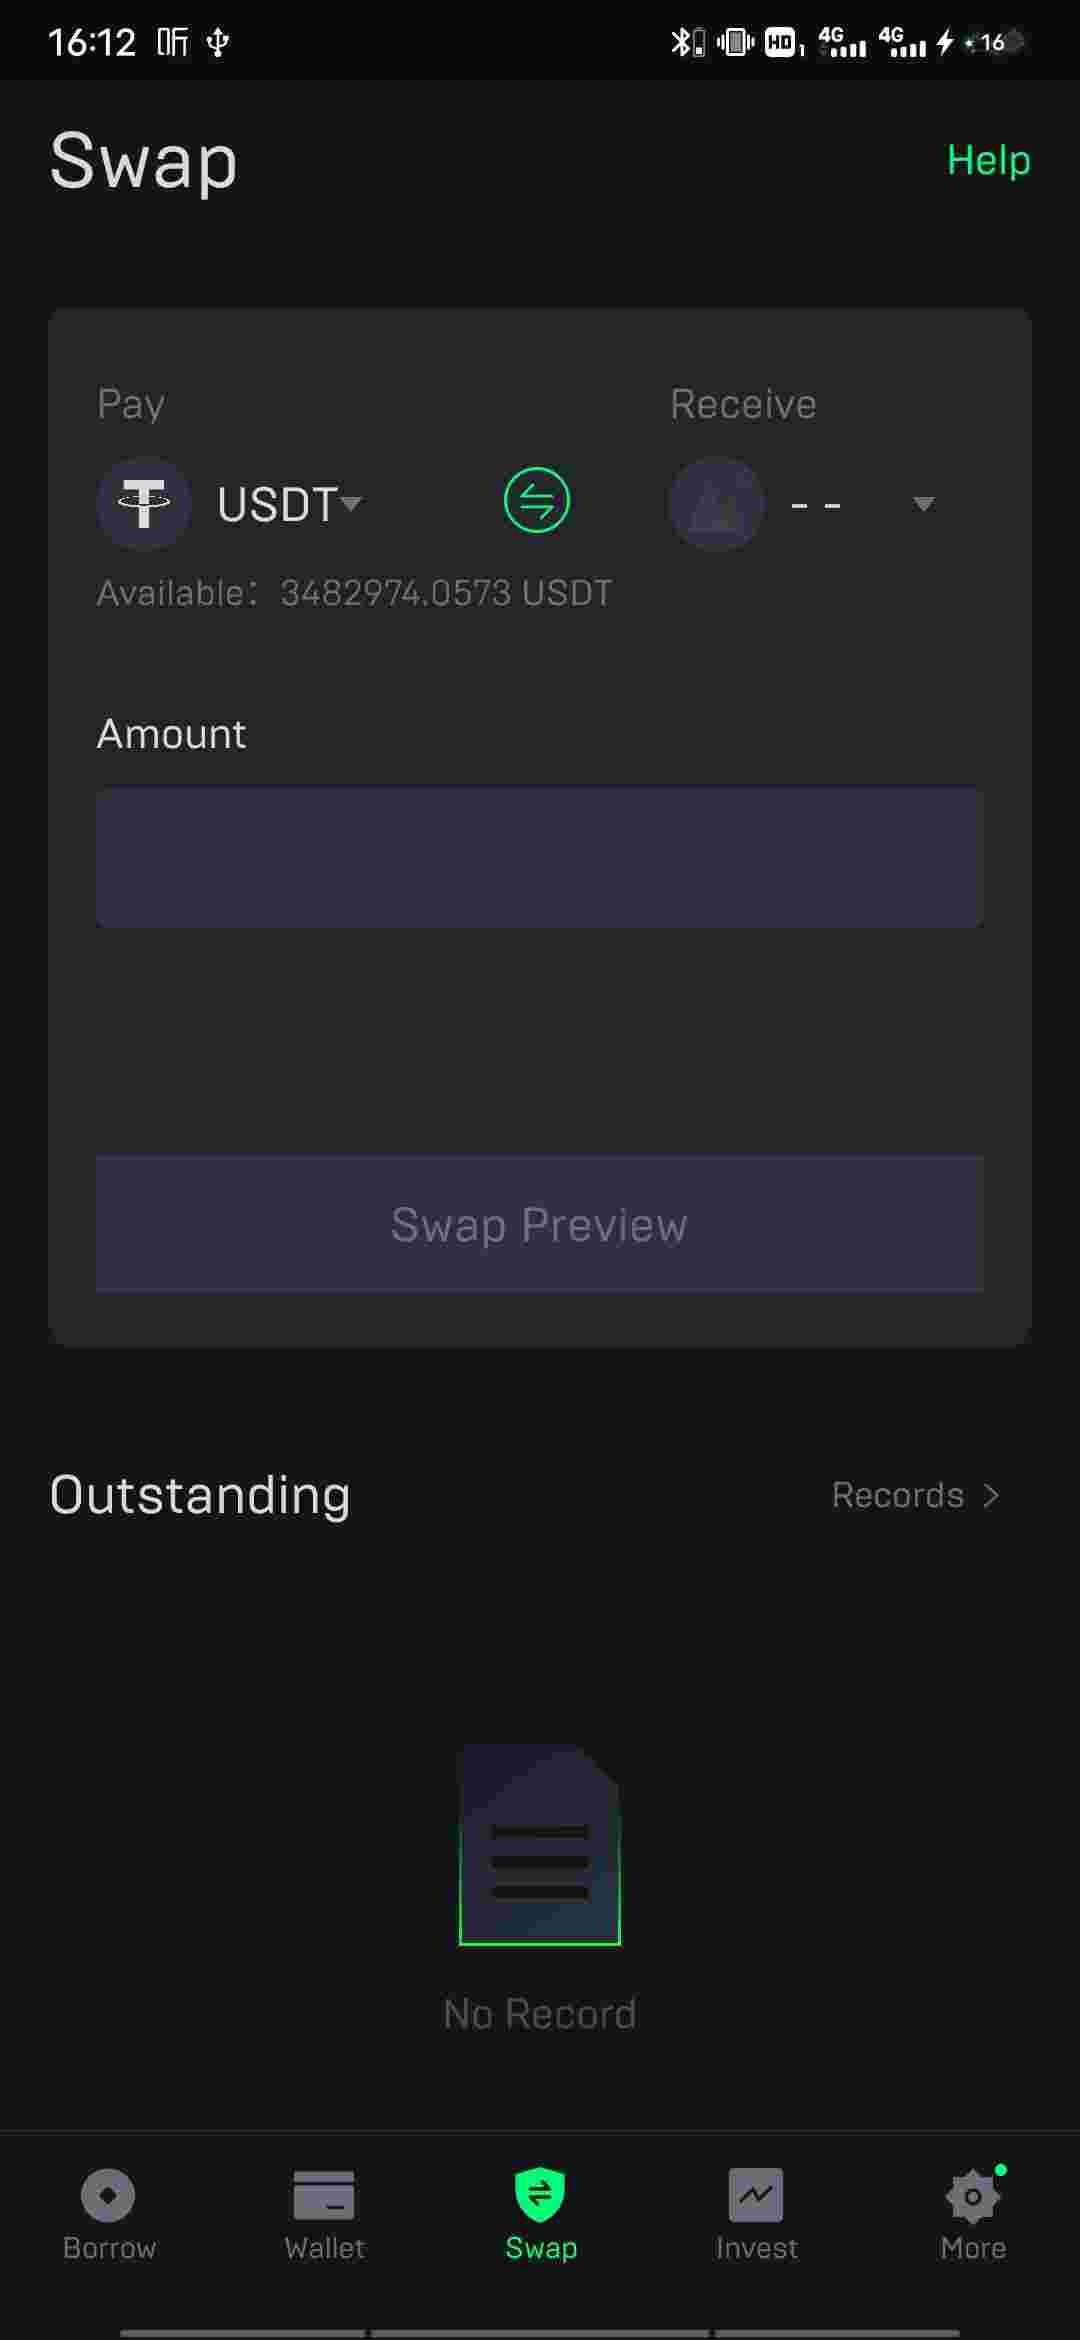 16:12 听 HD 1 4G 4G 16
Swap
Help
Pay
Receive
USDT
- -
Available: 3482974.0573 USDT
Amount
Swap Preview
Outstanding
Records >
No Record
Borrow
Wallet
Swap
Invest
More